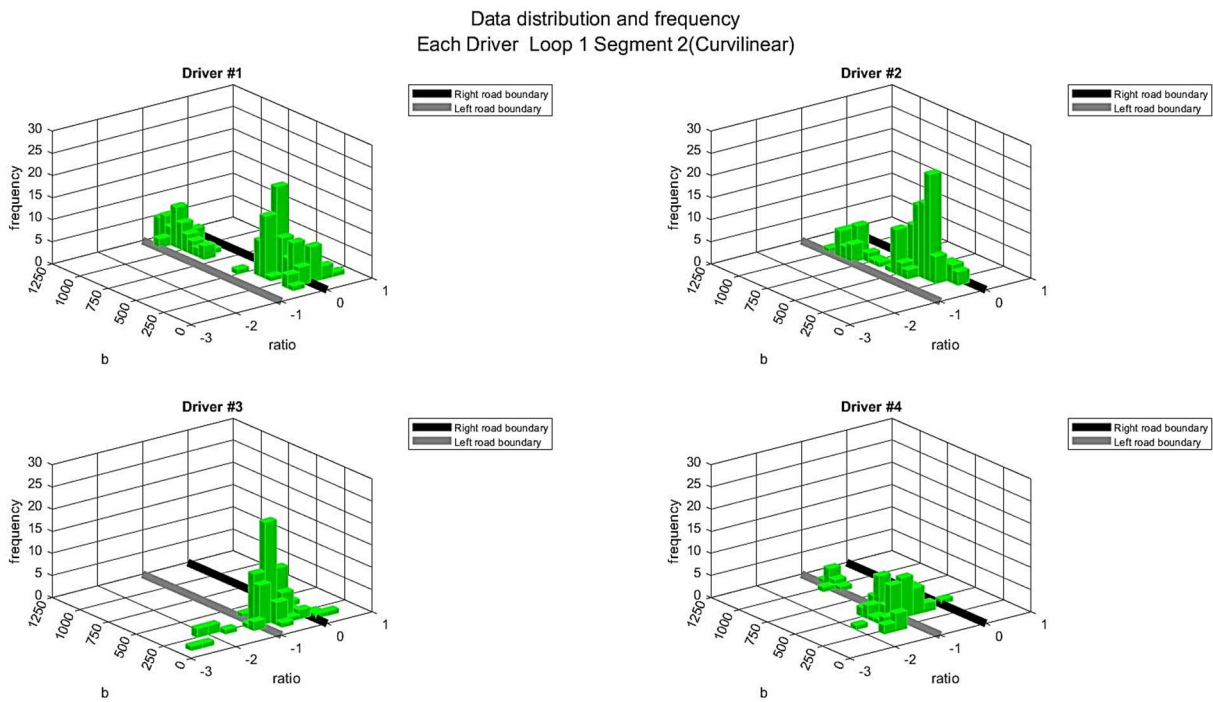 Data distribution and frequency
Each Driver Loop 1 Segment 2(Curvilinear)
Driver #1
Right road boundary
Left road boundary
30
25
20
15
10
5
0
frequency
1250
1000
750
500
250
0
-3
-2
-1
0
1
ratio
b
Driver #2
Right road boundary
Left road boundary
30
25
20
15
10
5
0
frequency
1250
1000
750
500
250
0
-3
-2
-1
0
1
ratio
b
Driver #3
Right road boundary
Left road boundary
30
25
20
15
10
5
0
frequency
1250
1000
750
500
250
0
-3
-2
-1
0
1
ratio
b
Driver #4
Right road boundary
Left road boundary
30
25
20
15
10
5
0
frequency
1250
1000
750
500
250
0
-3
-2
-1
0
1
ratio
b